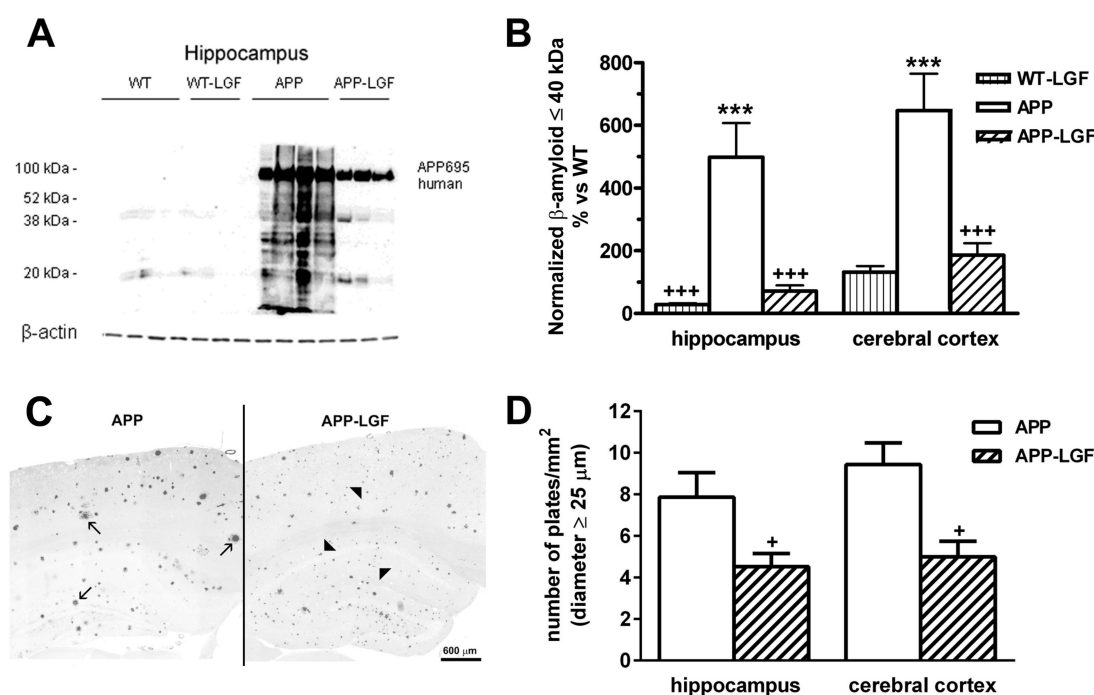 A
Hippocampus
WT WT-LGF APP APP-LGF
100 kDa -
52 kDa -
38 kDa -
20 kDa -
β-actin
APP695
human
B
Normalized β-amyloid ≤ 40 kDa
% vs WT
800
600
400
200
0
+++ *** +++
*** +++
hippocampus cerebral cortex
WT-LGF
APP
APP-LGF
C
APP APP-LGF
600 µm
D
number of plates/mm²
(diameter ≥ 25 µm)
12
10
8
6
4
2
0
+ +
hippocampus cerebral cortex
APP
APP-LGF